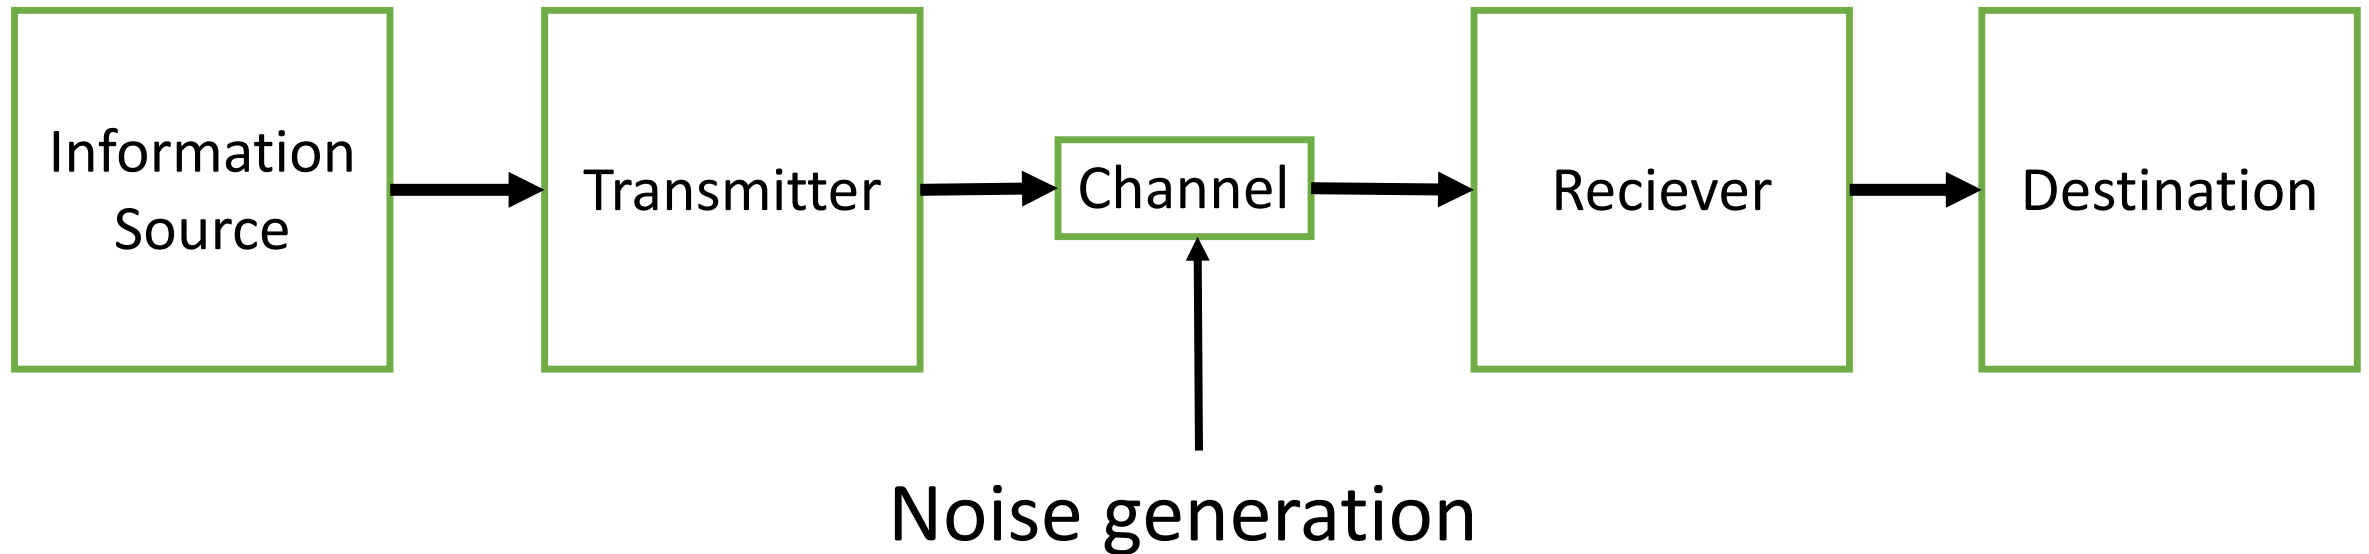 Information
Source
Transmitter
Channel
Reciever
Destination
Noise generation